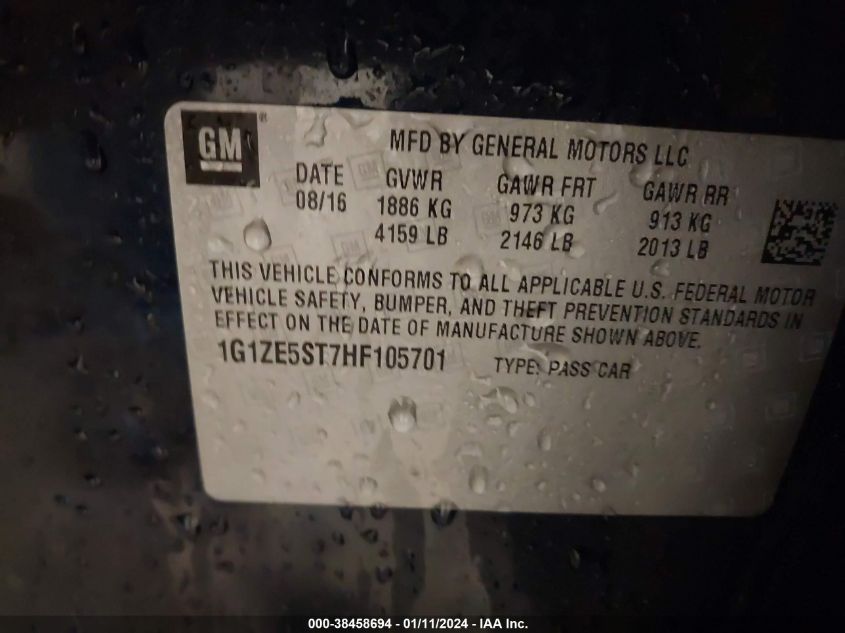 GM®
MFD BY GENERAL MOTORS LLC
DATE GVWR GAWR FRT GAWR RR
08/16 1886 KG 973 KG 913 KG
4159 LB 2146 LB 2013 LB
THIS VEHICLE CONFORMS TO ALL APPLICABLE U.S. FEDERAL MOTOR
VEHICLE SAFETY, BUMPER, AND THEFT PREVENTION STANDARDS IN
EFFECT ON THE DATE OF MANUFACTURE SHOWN ABOVE.
1G1ZE5ST7HF105701 TYPE: PASS CAR
000-38458694 - 01/11/2024 - IAA Inc.